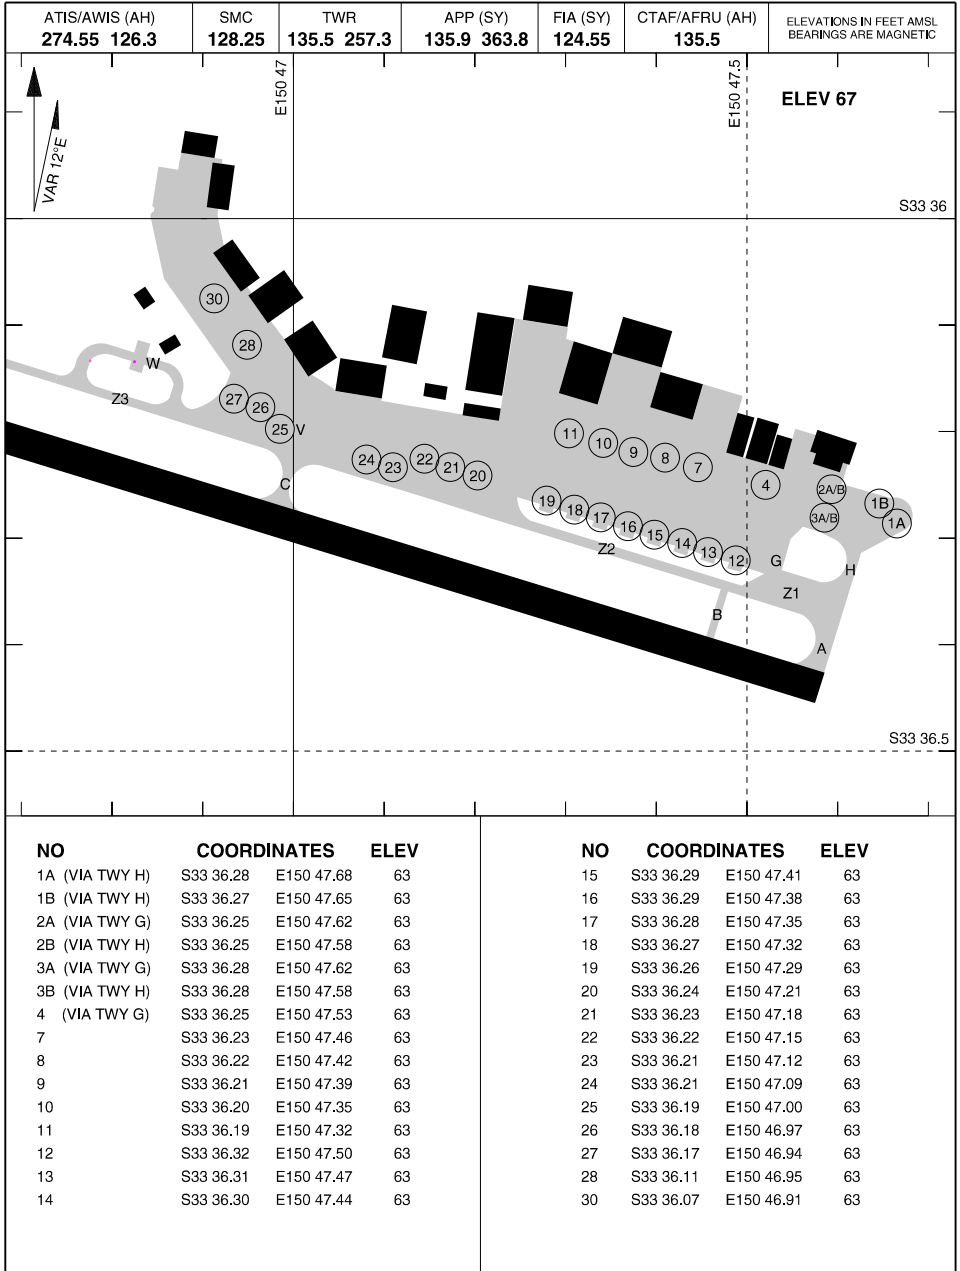 ATIS/AWIS (AH) SMC TWR APP (SY) FIA (SY) CTAF/AFRU (AH) ELEVATIONS IN FEET AMSL
274.55 126.3 128.25 135.5 257.3 135.9 363.8 124.55 135.5 BEARINGS ARE MAGNETIC
E150 47
E150 47.5
ELEV 67
VAR 12°E
S33 36
30
28
W
Z3
27
26
25 V
11
10
9
8
7
24
23
22
21
20
4
2A/B
1B
3A/B
1A
C
19
18
17
16
15
14
13
12
Z2
G
H
Z1
B
A
S33 36.5
NO COORDINATES ELEV
1A (VIA TWY H) S33 36.28 E150 47.68 63
1B (VIA TWY H) S33 36.27 E150 47.65 63
2A (VIA TWY G) S33 36.25 E150 47.62 63
2B (VIA TWY H) S33 36.25 E150 47.58 63
3A (VIA TWY G) S33 36.28 E150 47.62 63
3B (VIA TWY H) S33 36.28 E150 47.58 63
4 (VIA TWY G) S33 36.25 E150 47.53 63
7 S33 36.23 E150 47.46 63
8 S33 36.22 E150 47.42 63
9 S33 36.21 E150 47.39 63
10 S33 36.20 E150 47.35 63
11 S33 36.19 E150 47.32 63
12 S33 36.32 E150 47.50 63
13 S33 36.31 E150 47.47 63
14 S33 36.30 E150 47.44 63
NO COORDINATES ELEV
15 S33 36.29 E150 47.41 63
16 S33 36.29 E150 47.38 63
17 S33 36.28 E150 47.35 63
18 S33 36.27 E150 47.32 63
19 S33 36.26 E150 47.29 63
20 S33 36.24 E150 47.21 63
21 S33 36.23 E150 47.18 63
22 S33 36.22 E150 47.15 63
23 S33 36.21 E150 47.12 63
24 S33 36.21 E150 47.09 63
25 S33 36.19 E150 47.00 63
26 S33 36.18 E150 46.97 63
27 S33 36.17 E150 46.94 63
28 S33 36.11 E150 46.95 63
30 S33 36.07 E150 46.91 63